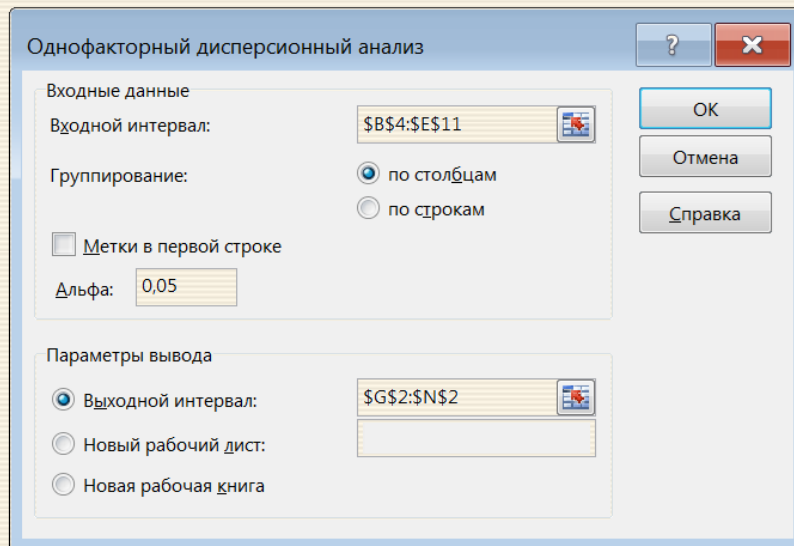 Однофакторный дисперсионный анализ
?
Входные данные
Входной интервал: $B$4:$E$11
Группирование: по столбцам
по строкам
Метки в первой строке
Альфа: 0,05
Параметры вывода
Выходной интервал: $G$2:$N$2
Новый рабочий лист:
Новая рабочая книга
OK
Отмена
Справка